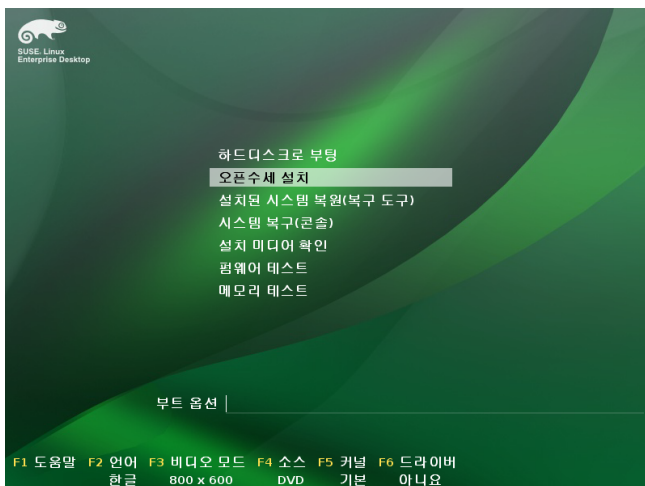 SUSE. Linux
Enterprise Desktop
하드디스크로 부팅
오픈수세 설치
설치된 시스템 복원(복구 도구)
시스템 복구(콘솔)
설치 미디어 확인
펌웨어 테스트
메모리 테스트
부트 옵션
F1 도움말 F2 언어 F3 비디오 모드 F4 소스 F5 커널 F6 드라이버
한글 800 x 600 DVD 기본 아니요